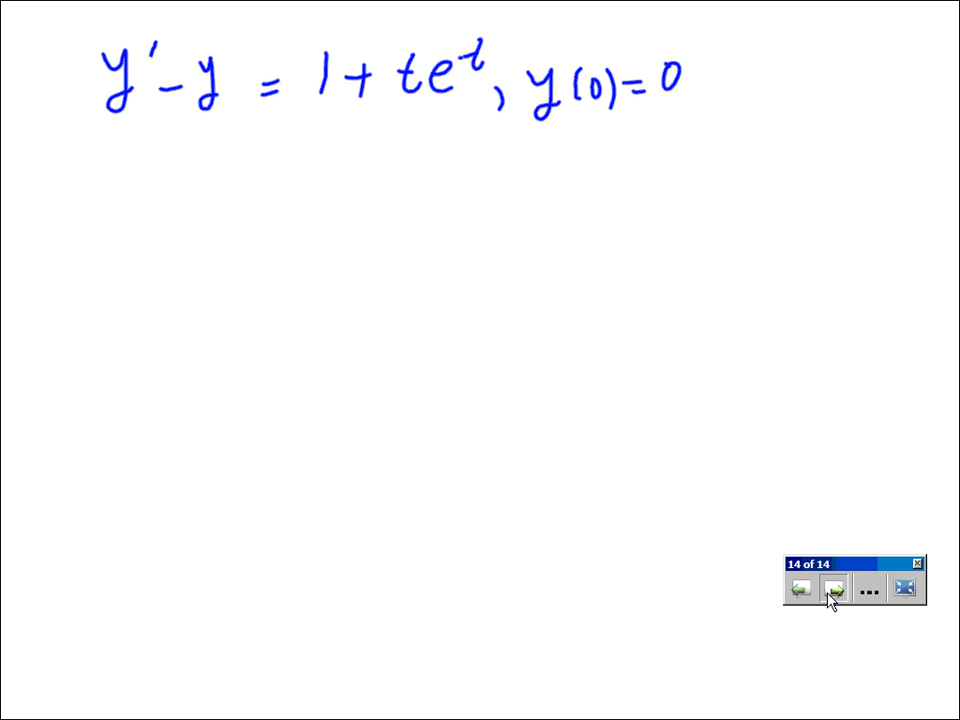 y' - y = 1 + te^{-t}, y(0) = 0
14 of 14